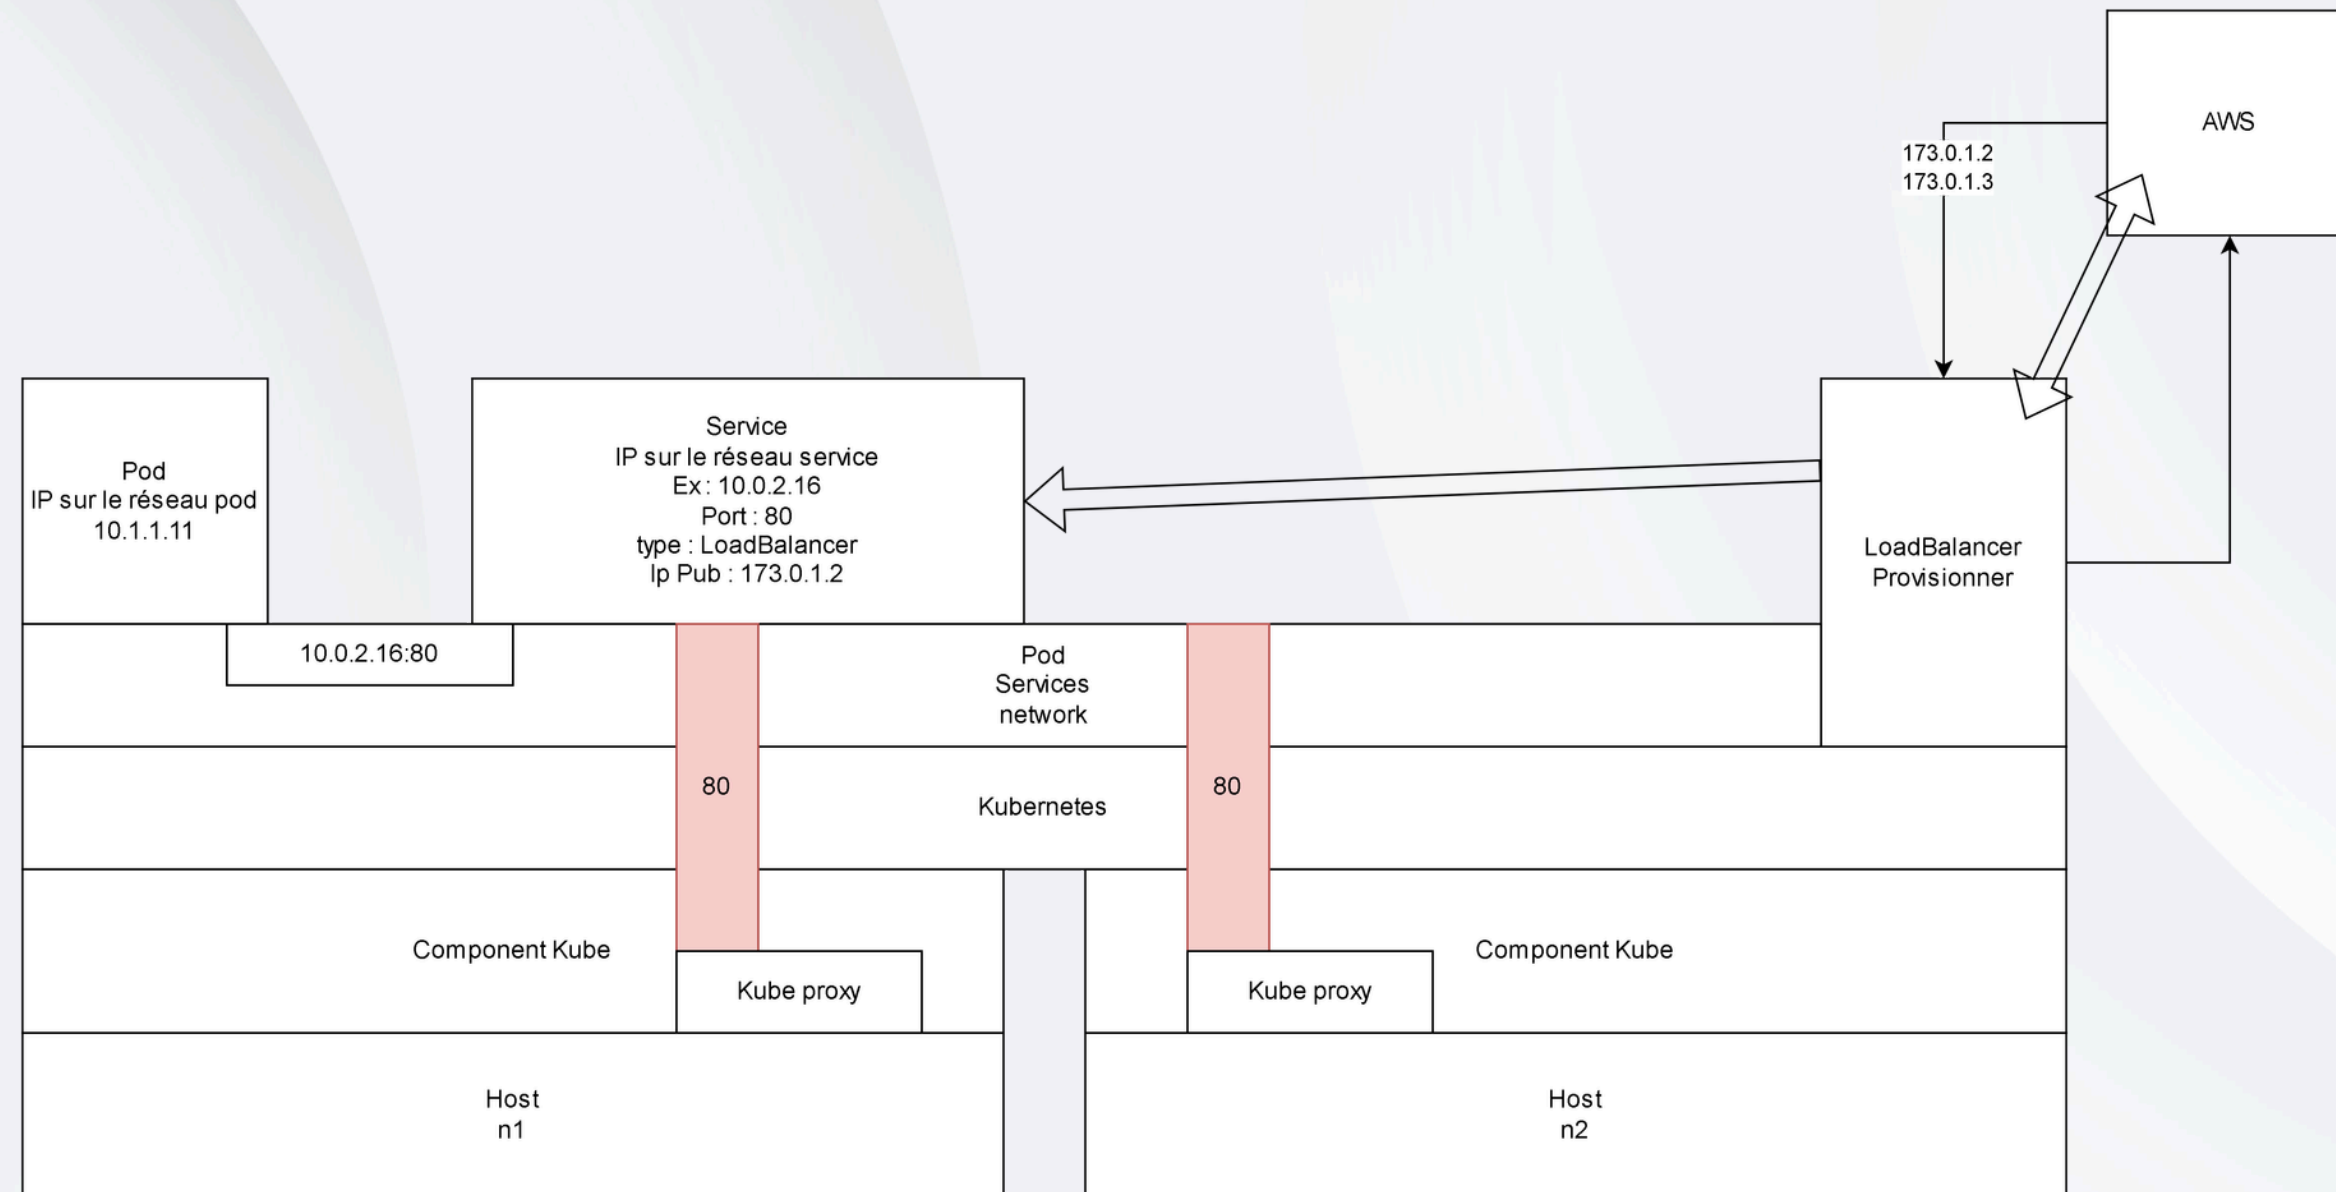 AWS
173.0.1.2
173.0.1.3
Pod
IP sur le réseau pod
10.1.1.11
Service
IP sur le réseau service
Ex : 10.0.2.16
Port : 80
type : LoadBalancer
Ip Pub : 173.0.1.2
LoadBalancer
Provisionner
10.0.2.16:80
Pod
Services
network
80
80
Kubernetes
Component Kube
Kube proxy
Component Kube
Kube proxy
Host
n1
Host
n2